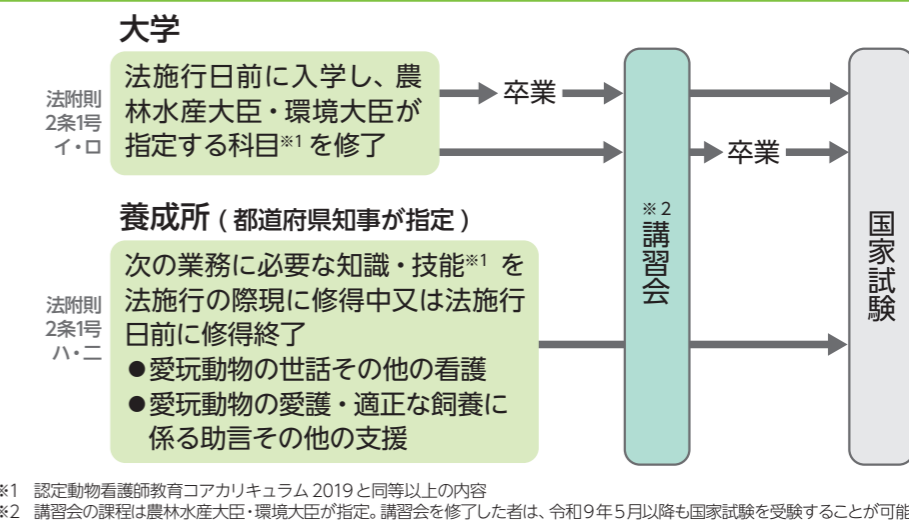 大学
法附則
2条1号
イ・ロ
法施行日前に入学し、農
林水産大臣・環境大臣が
指定する科目※1を修了
卒業
卒業
養成所(都道府県知事が指定)
法附則
2条1号
ハ・ニ
次の業務に必要な知識・技能※1 を
法施行の際現に修得中又は法施行
日前に修得終了
●愛玩動物の世話その他の看護
●愛玩動物の愛護・適正な飼養に
係る助言その他の支援
※2
講習会
国家試験
※1 認定動物看護師教育コアカリキュラム2019と同等以上の内容
※2 講習会の課程は農林水産大臣・環境大臣が指定。講習会を修了した者は、令和9年5月以降も国家試験を受験することが可能